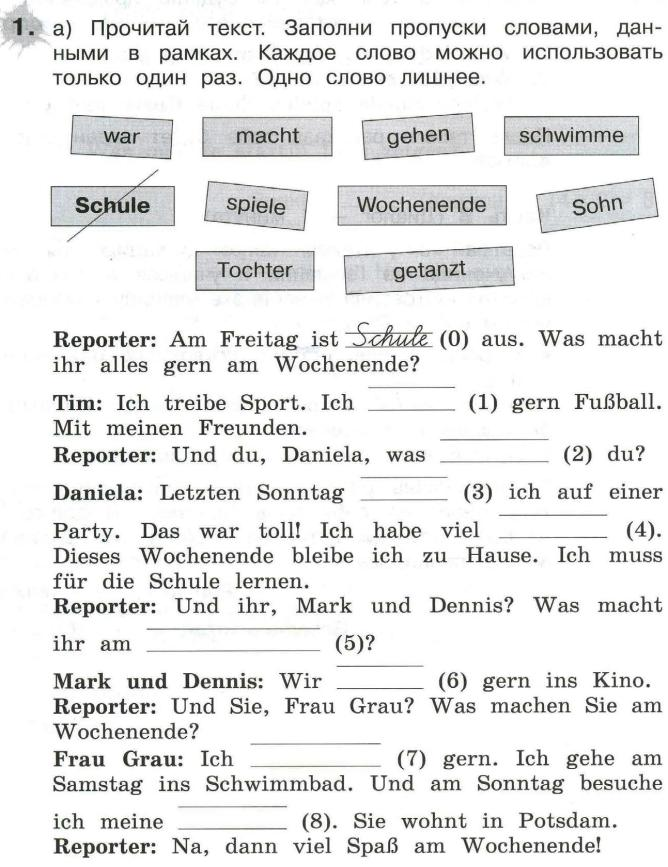 1. а) Прочитай текст. Заполни пропуски словами, дан-
ными в рамках. Каждое слово можно использовать
только один раз. Одно слово лишнее.
war macht gehen schwimme
Schule spiele Wochenende Sohn
Tochter getanzt
Reporter: Am Freitag ist Schule (0) aus. Was macht
ihr alles gern am Wochenende?
Tim: Ich treibe Sport. Ich ______ (1) gern Fußball.
Mit meinen Freunden.
Reporter: Und du, Daniela, was ______ (2) du?
Daniela: Letzten Sonntag ______ (3) ich auf einer
Party. Das war toll! Ich habe viel ______ (4).
Dieses Wochenende bleibe ich zu Hause. Ich muss
für die Schule lernen.
Reporter: Und ihr, Mark und Dennis? Was macht
ihr am ______ (5)?
Mark und Dennis: Wir ______ (6) gern ins Kino.
Reporter: Und Sie, Frau Grau? Was machen Sie am
Wochenende?
Frau Grau: Ich ______ (7) gern. Ich gehe am
Samstag ins Schwimmbad. Und am Sonntag besuche
ich meine ______ (8). Sie wohnt in Potsdam.
Reporter: Na, dann viel Spaß am Wochenende!